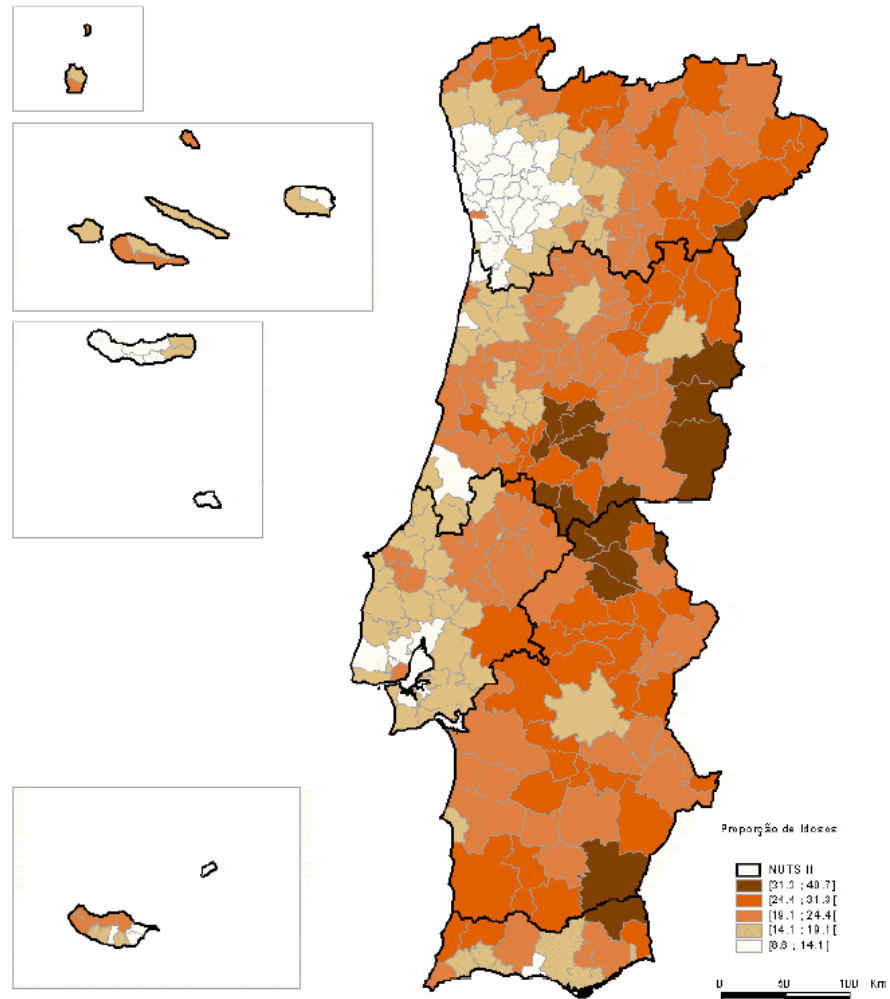 Proporção de Idosos
NUTS II
[31.3 ; 40.7]
[24.4 ; 31.3[
[19.1 ; 24.4[
[14.1 ; 19.1[
[8.8 ; 14.1[
0 50 100 Km